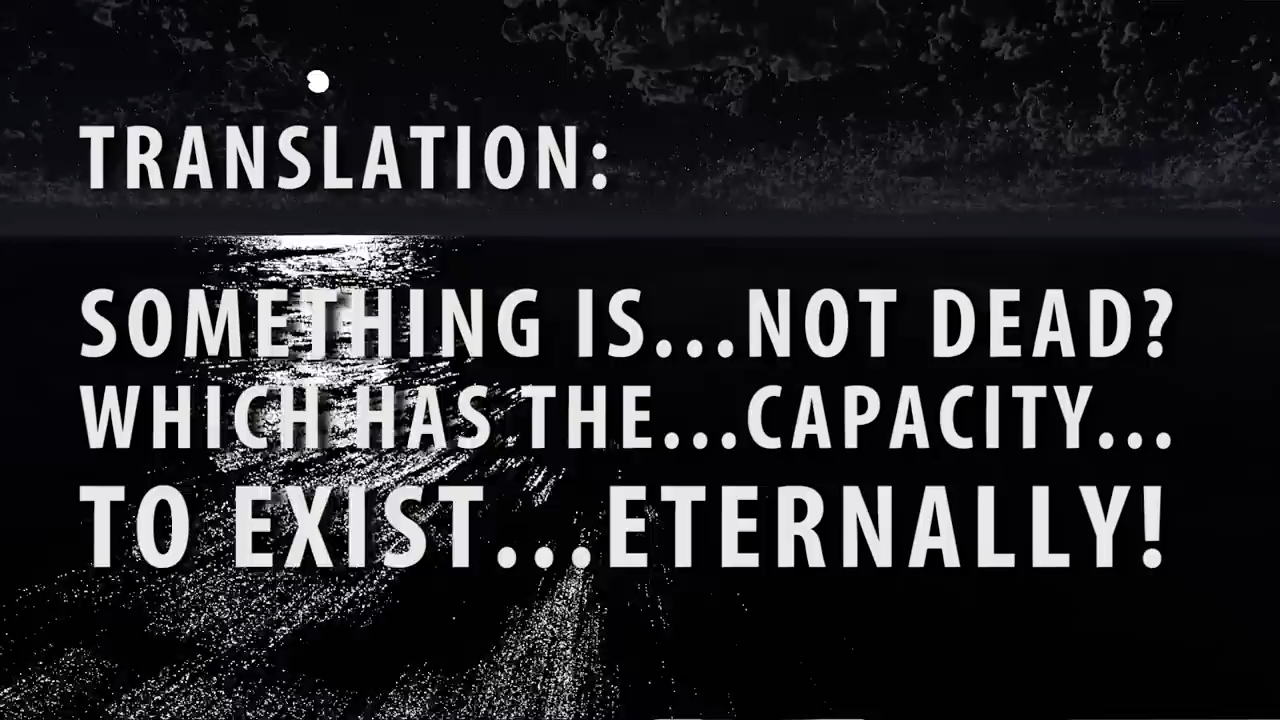 TRANSLATION:
SOMETHING IS...NOT DEAD?
WHICH HAS THE...CAPACITY...
TO EXIST...ETERNALLY!